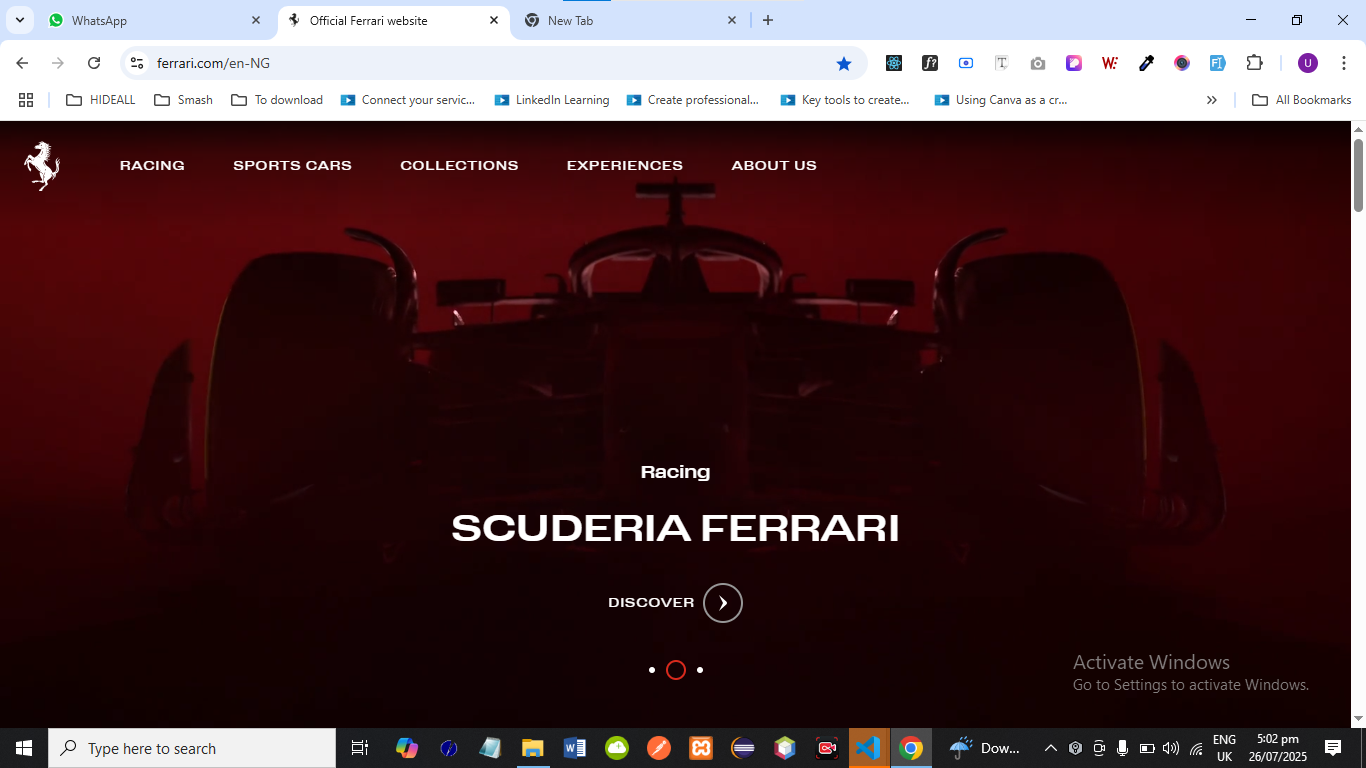 WhatsApp
Official Ferrari website
New Tab
ferrari.com/en-NG
U
HIDEALL
Smash
To download
Connect your servic...
LinkedIn Learning
Create professional...
Key tools to create...
Using Canva as a cr...
All Bookmarks
RACING
SPORTS CARS
COLLECTIONS
EXPERIENCES
ABOUT US
Racing
SCUDERIA FERRARI
DISCOVER
Activate Windows
Go to Settings to activate Windows.
Type here to search
Dow...
ENG
UK
5:02 pm
26/07/2025